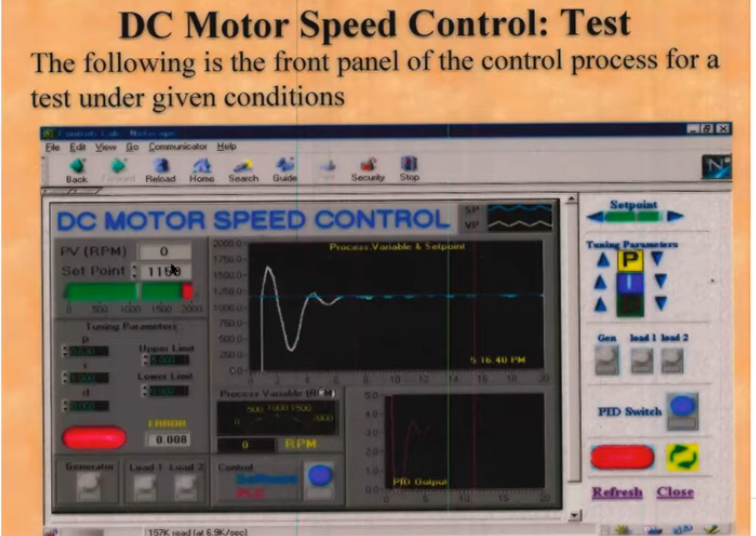 DC Motor Speed Control: Test
The following is the front panel of the control process for a
test under given conditions
File Edit View Go Communicator Help
Back Forward Reload Home Search Guide Security Stop
DC MOTOR SPEED CONTROL
SP
VP
PV (RPM) 0
Set Point
0 500 1000 1500 2000
Tuning Parameters
P
Upper Limit
Lower Limit
d
ERROR
0.008
Generator Load 1 Load 2
Process Variable & Setpoint
2000.0
1750.0
1500.0
1250.0
1000.0
750.0
500.0
250.0
0.0
0 2 4 6 8 10 12 14 16 18 20
5:16:40 PM
Process Variable (RPM)
0 500 1000 1500 2000
0 RPM
Control
Software
PLC
5.0
4.0
3.0
2.0
1.0
0.0
PID Output
0 5 10 15 20
Setpoint
Tuning Parameters
P
I
Gen load 1 load 2
PID Switch
Refresh Close
157K read (at 6.9K/sec)